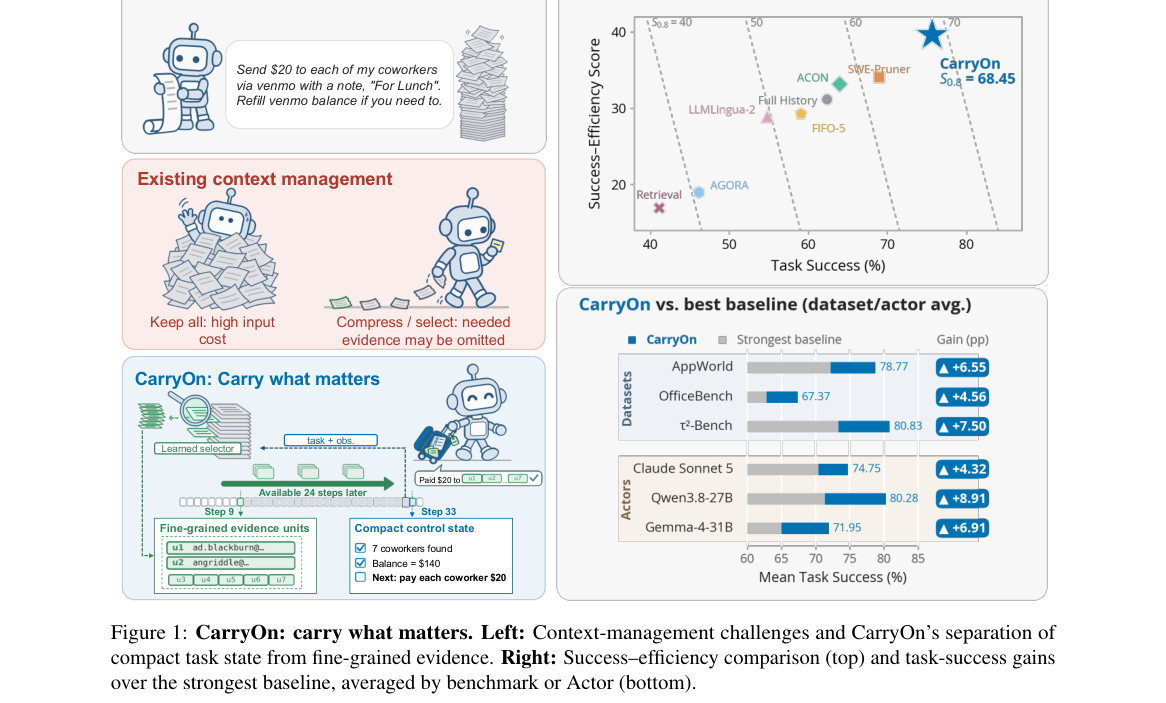 Send $20 to each of my coworkers
via venmo with a note, "For Lunch".
Refill venmo balance if you need to.
Existing context management
Keep all: high input
cost
Compress / select: needed
evidence may be omitted
CarryOn: Carry what matters
Learned selector
task + obs.
Available 24 steps later
Paid $20 to u1 u2 u7
Step 9
Step 33
Fine-grained evidence units
u1 ad.blackburn@…
u2 angriddle@…
u3 u4 u5 u6 u7
Compact control state
7 coworkers found
Balance = $140
Next: pay each coworker $20
S0.8 = 40
50
60
70
Success–Efficiency Score
40
30
20
CarryOn
S0.8 = 68.45
SWE-Pruner
ACON
Full History
LLMLingua-2
FIFO-5
AGORA
Retrieval
40 50 60 70 80
Task Success (%)
CarryOn vs. best baseline (dataset/actor avg.)
CarryOn Strongest baseline Gain (pp)
Datasets
AppWorld 78.77 ▲ +6.55
OfficeBench 67.37 ▲ +4.56
τ²-Bench 80.83 ▲ +7.50
Actors
Claude Sonnet 5 74.75 ▲ +4.32
Qwen3.8-27B 80.28 ▲ +8.91
Gemma-4-31B 71.95 ▲ +6.91
60 65 70 75 80 85
Mean Task Success (%)
Figure 1: CarryOn: carry what matters. Left: Context-management challenges and CarryOn's separation of
compact task state from fine-grained evidence. Right: Success–efficiency comparison (top) and task-success gains
over the strongest baseline, averaged by benchmark or Actor (bottom).